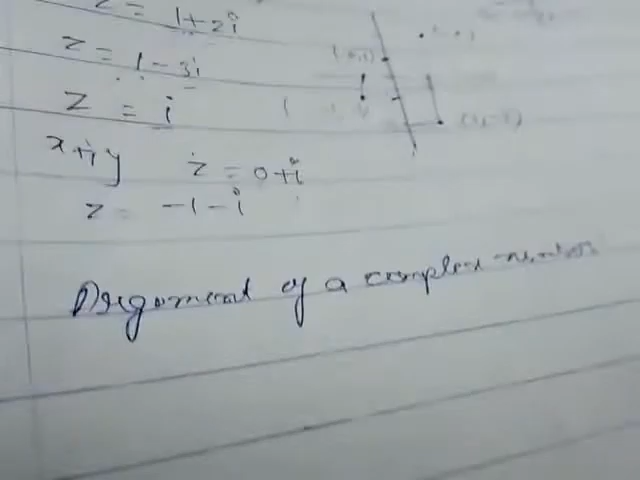 z = 1+2i
z = 1-3i
z = i
x+iy z = 0+i
z = -1-i
Argument of a complex number